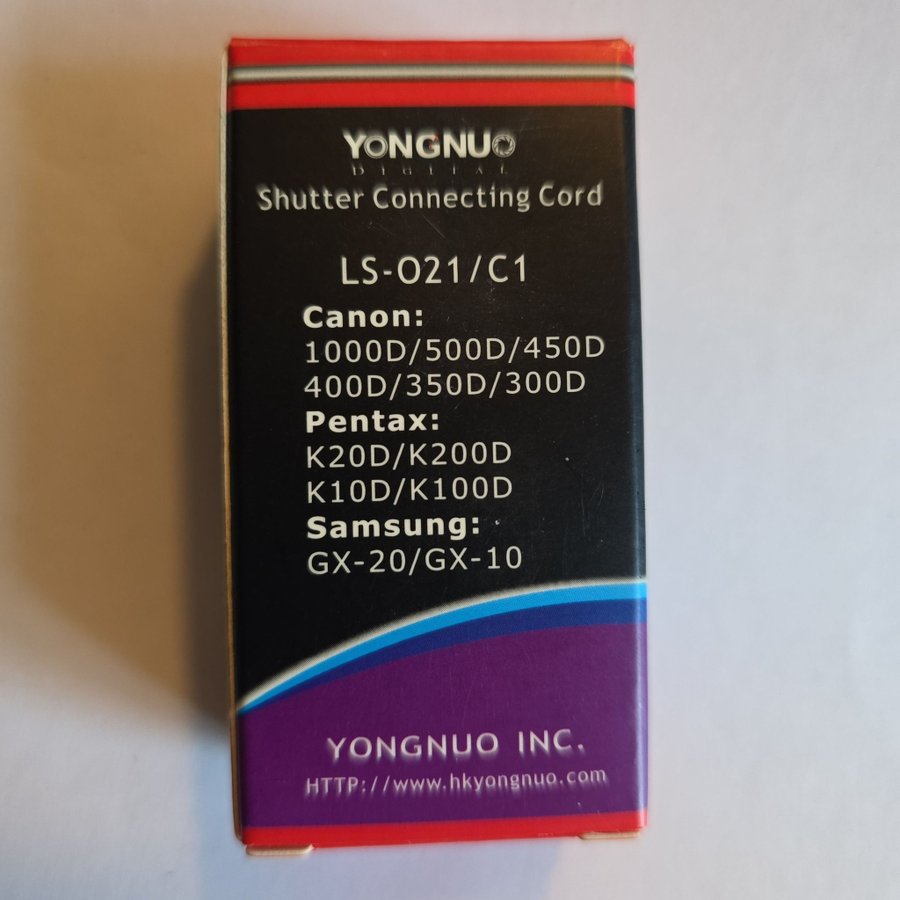 YONGNUO
DIGITAL
Shutter Connecting Cord
LS-O21/C1
Canon:
1000D/500D/450D
400D/350D/300D
Pentax:
K20D/K200D
K10D/K100D
Samsung:
GX-20/GX-10
YONGNUO INC.
HTTP://www.hkyongnuo.com